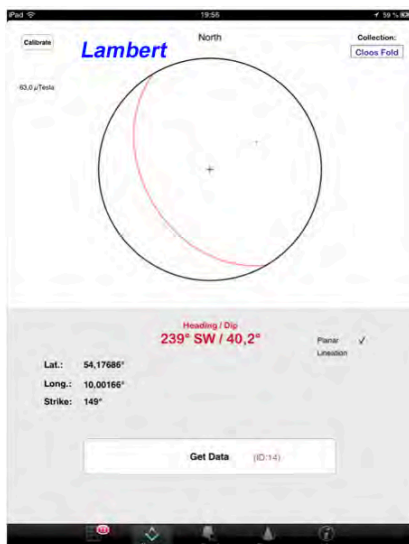 iPad 19:56 59 %
Calibrate
Lambert
North
Collection:
Cloos Fold
63,0 µTesla
Heading / Dip
239° SW / 40,2°
Planar ✓
Lineation
Lat.: 54,17686°
Long.: 10,00166°
Strike: 149°
Get Data (ID:14)